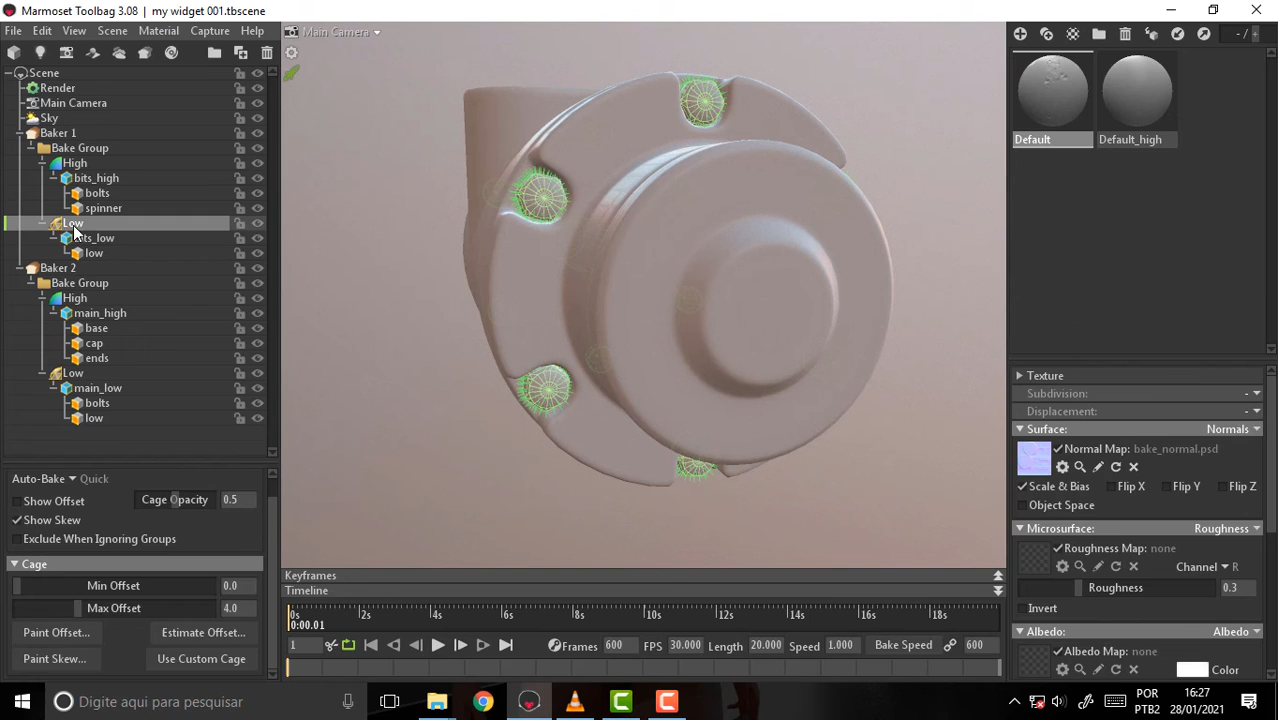 Marmoset Toolbag 3.08 | my widget 001.tbscene
File Edit View Scene Material Capture Help
Main Camera
- / +
Scene
Render
Main Camera
Sky
Baker 1
Bake Group
High
bits_high
bolts
spinner
Low
low
Baker 2
Bake Group
High
main_high
base
cap
ends
Low
main_low
bolts
low
Default
Default_high
Auto-Bake Quick
Show Offset Cage Opacity 0.5
Show Skew
Exclude When Ignoring Groups
Cage
Min Offset 0.0
Max Offset 4.0
Paint Offset... Estimate Offset...
Paint Skew... Use Custom Cage
Keyframes
Timeline
0s 2s 4s 6s 8s 10s 12s 14s 16s 18s
0:00.01
1 Frames 600 FPS 30.000 Length 20.000 Speed 1.000 Bake Speed 600
Texture
Subdivision: -
Displacement: -
Surface: Normals
Normal Map: bake_normal.psd
Scale & Bias Flip X Flip Y Flip Z
Object Space
Microsurface: Roughness
Roughness Map: none
Channel R
Roughness 0.3
Invert
Albedo: Albedo
Albedo Map: none
Color
Digite aqui para pesquisar
POR
PTB2
16:27
28/01/2021